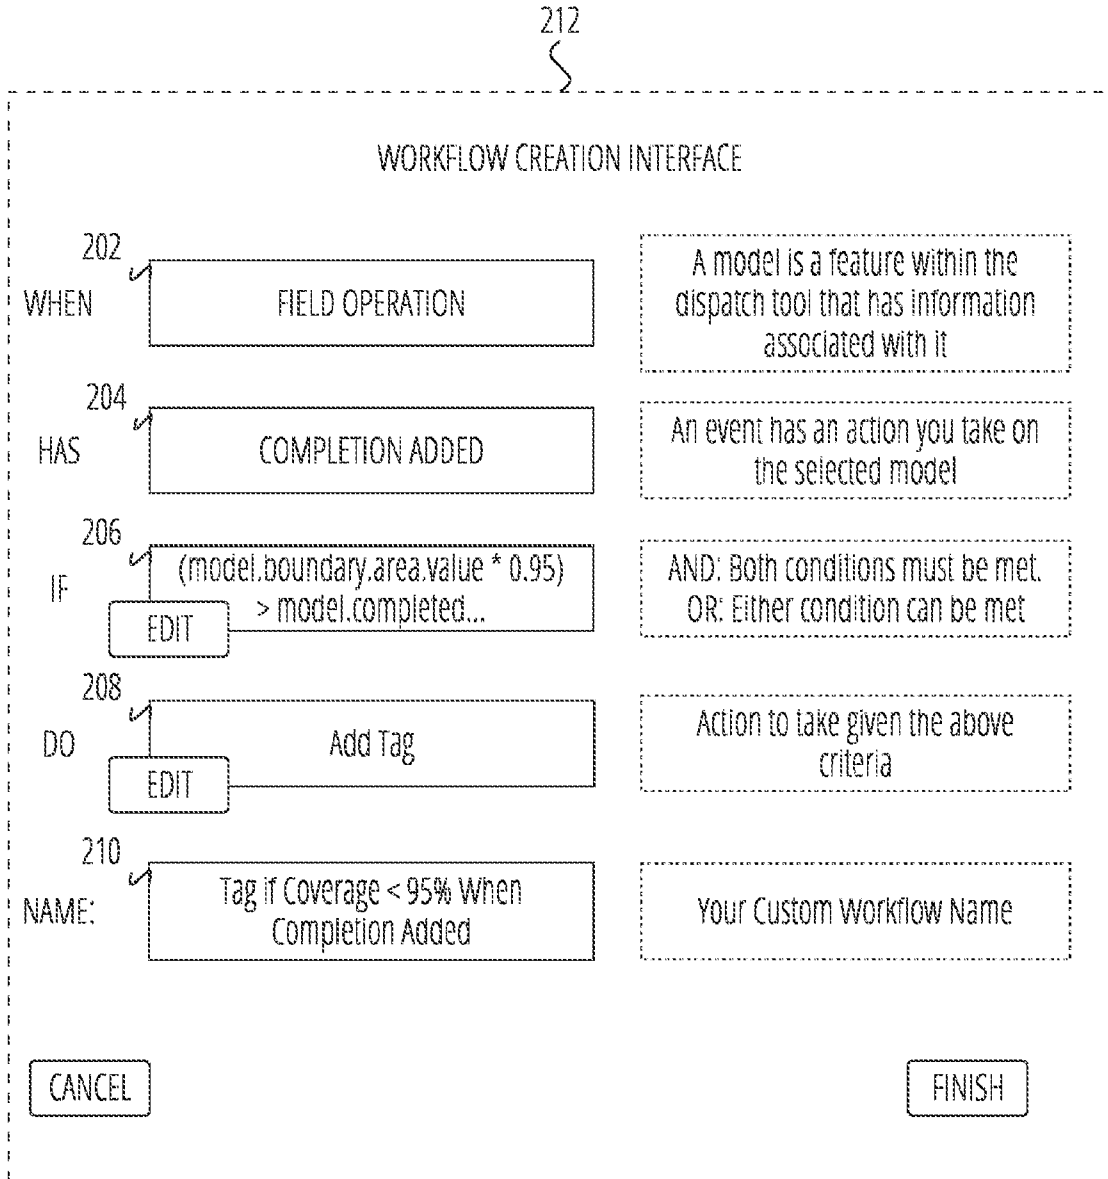 212
WORKFLOW CREATION INTERFACE
202
WHEN
FIELD OPERATION
A model is a feature within the
dispatch tool that has information
associated with it
204
HAS
COMPLETION ADDED
An event has an action you take on
the selected model
206
IF
(model.boundary.area.value * 0.95)
> model.completed...
EDIT
AND: Both conditions must be met.
OR: Either condition can be met
208
DO
Add Tag
EDIT
Action to take given the above
criteria
210
NAME:
Tag if Coverage < 95% When
Completion Added
Your Custom Workflow Name
CANCEL
FINISH